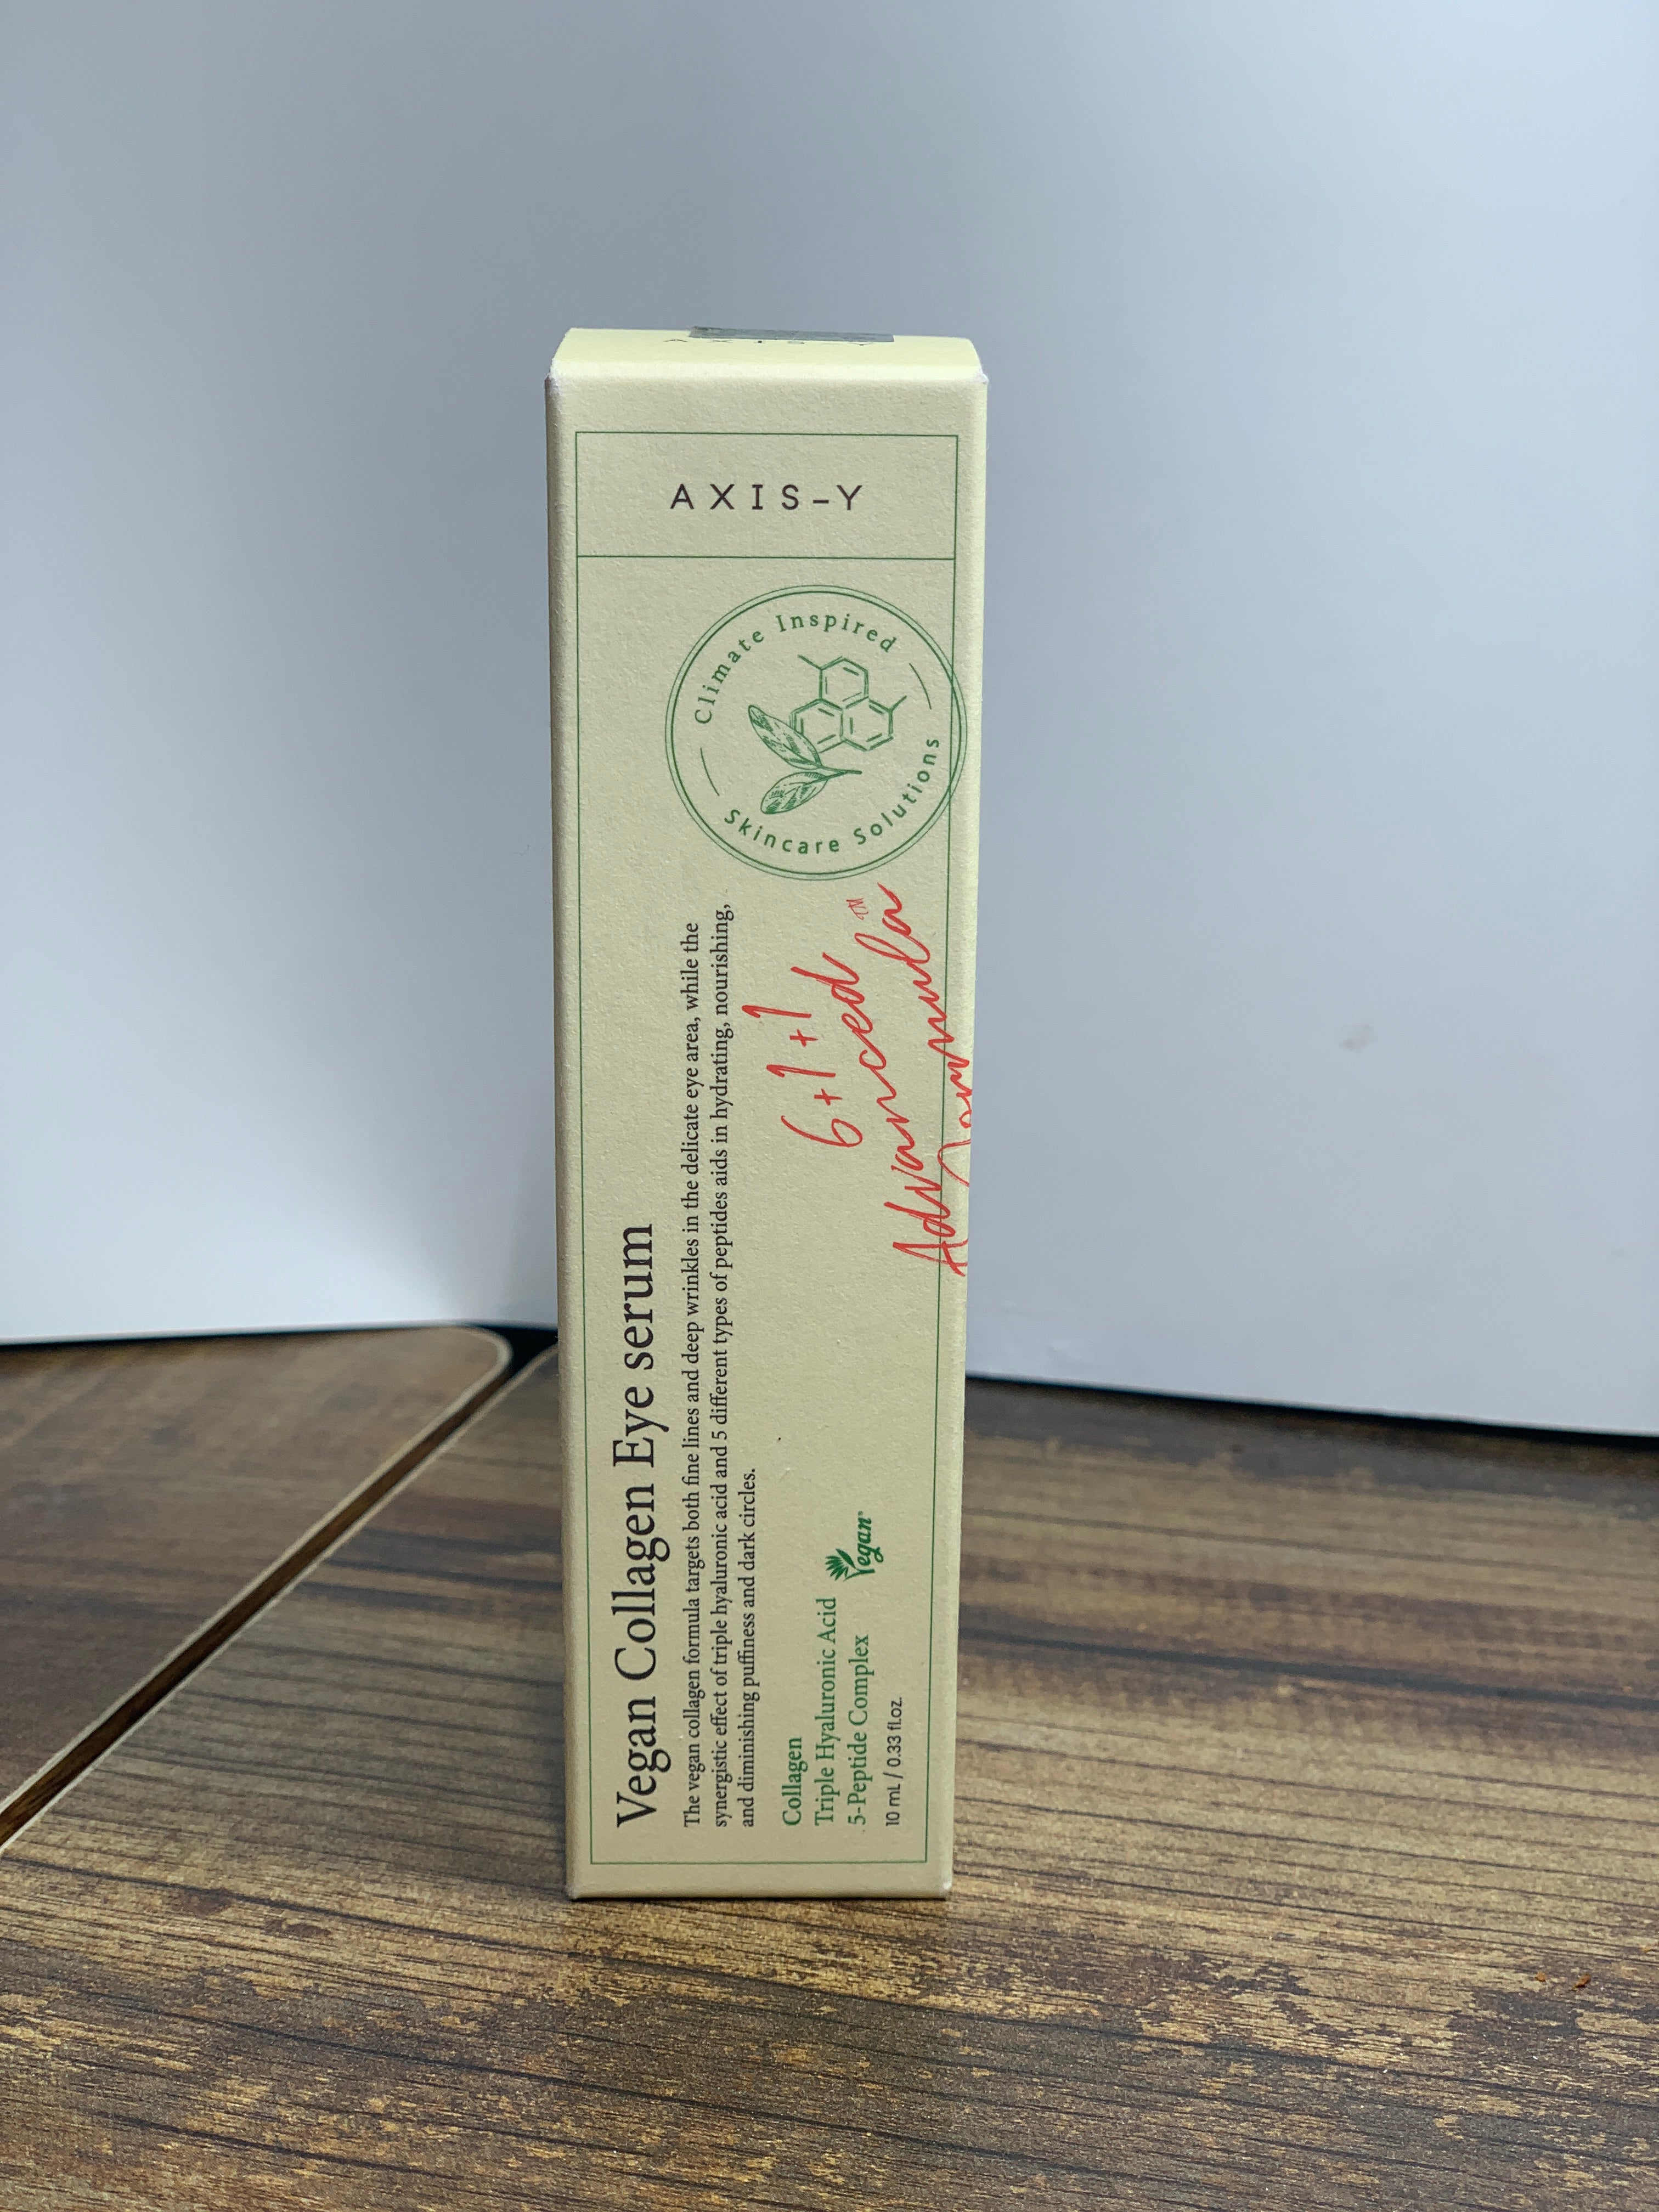 AXIS-Y
AXIS-Y
Climate Inspired
Skincare Solutions
Vegan Collagen Eye serum
The vegan collagen formula targets both fine lines and deep wrinkles in the delicate eye area, while the
synergistic effect of triple hyaluronic acid and 5 different types of peptides aids in hydrating, nourishing,
and diminishing puffiness and dark circles.
6+1+1
Advanced
Formula™
Collagen
Triple Hyaluronic Acid
5-Peptide Complex
Vegan
10 mL / 0.33 fl.oz.